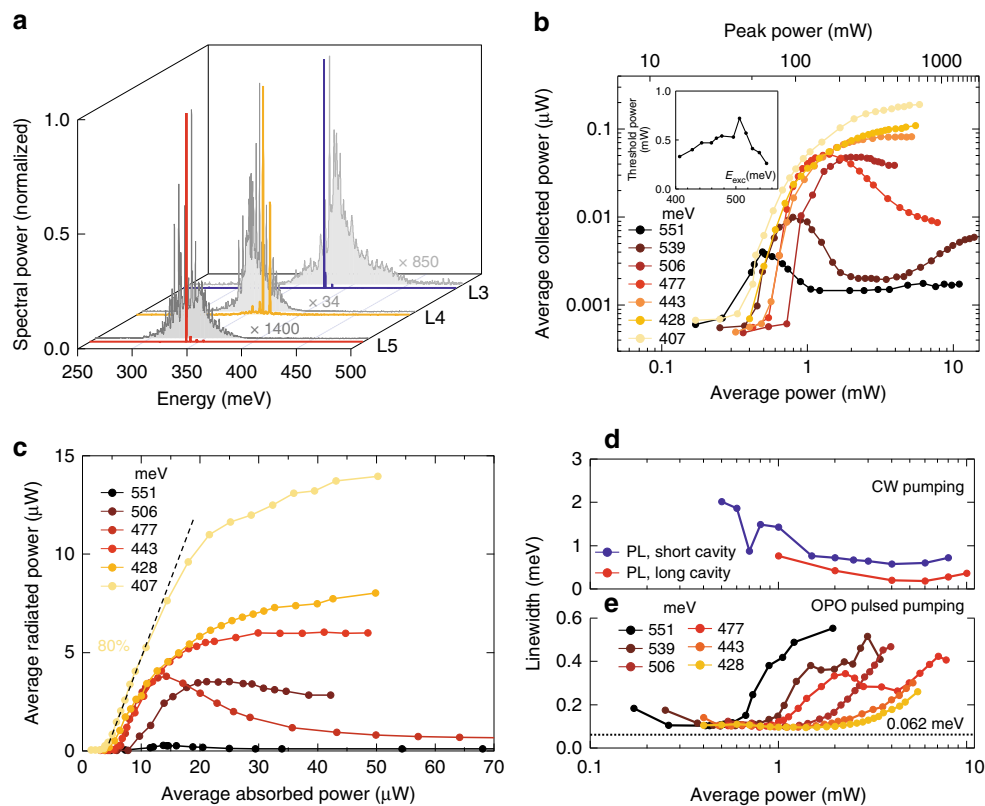 a
Spectral power (normalized)
1.0
0.5
0.0
250 300 350 400 450 500
Energy (meV)
× 850
× 34
× 1400
L3
L4
L5
b
Peak power (mW)
10 100 1000
Average collected power (μW)
0.1
0.01
0.001
0.1 1 10
Average power (mW)
Threshold power
(mW)
1.0
0.5
0.0
400 500
Eexc(meV)
meV
551
539
506
477
443
428
407
c
Average radiated power (μW)
15
10
5
0
0 10 20 30 40 50 60 70
Average absorbed power (μW)
meV
551
506
477
443
428
407
80%
d
3
2
1
0
CW pumping
PL, short cavity
PL, long cavity
Linewidth (meV)
e
OPO pulsed pumping
0.6
0.4
0.2
0.0
meV
551 477
539 443
506 428
0.062 meV
0.1 1 10
Average power (mW)